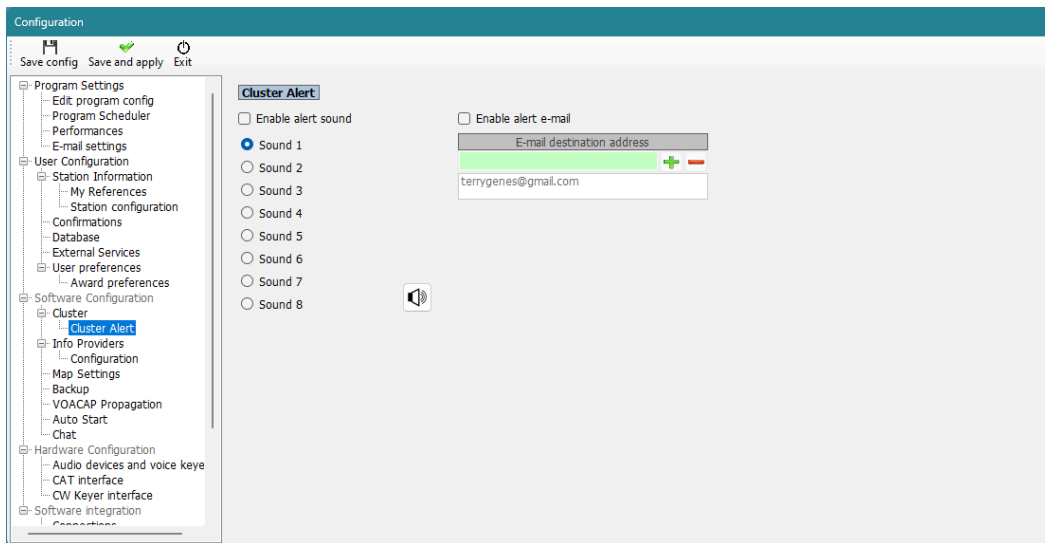 Configuration
Save config Save and apply Exit
Program Settings
Edit program config
Program Scheduler
Performances
E-mail settings
User Configuration
Station Information
My References
Station configuration
Confirmations
Database
External Services
User preferences
Award preferences
Software Configuration
Cluster
Cluster Alert
Info Providers
Configuration
Map Settings
Backup
VOACAP Propagation
Auto Start
Chat
Hardware Configuration
Audio devices and voice keye
CAT interface
CW Keyer interface
Software integration
Connections
Cluster Alert
Enable alert sound
Sound 1
Sound 2
Sound 3
Sound 4
Sound 5
Sound 6
Sound 7
Sound 8
Enable alert e-mail
E-mail destination address
terrygenes@gmail.com